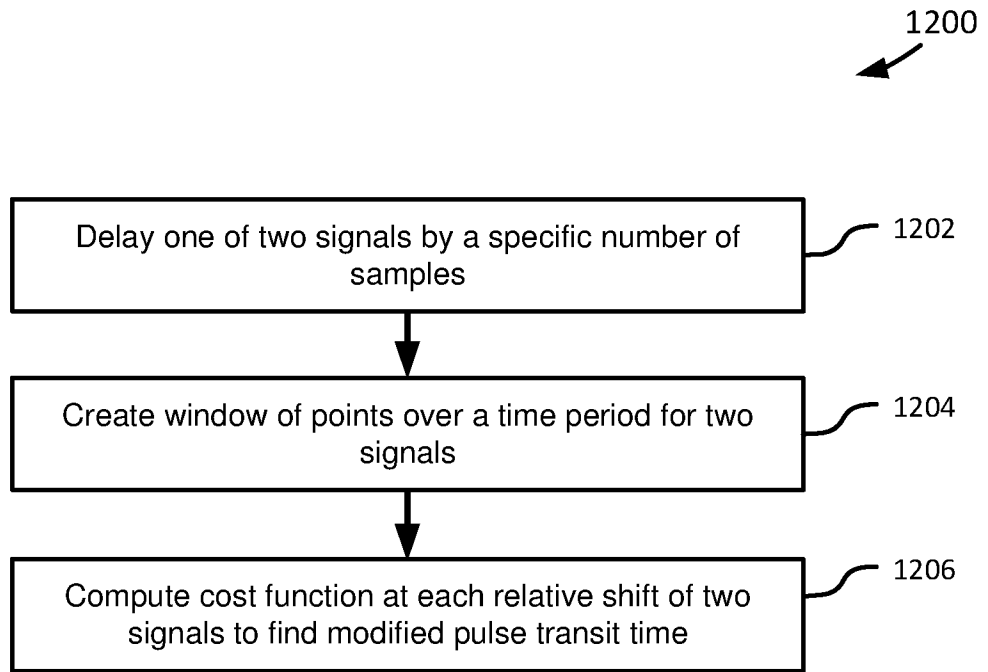 1200
Delay one of two signals by a specific number of
samples
1202
Create window of points over a time period for two
signals
1204
Compute cost function at each relative shift of two
signals to find modified pulse transit time
1206